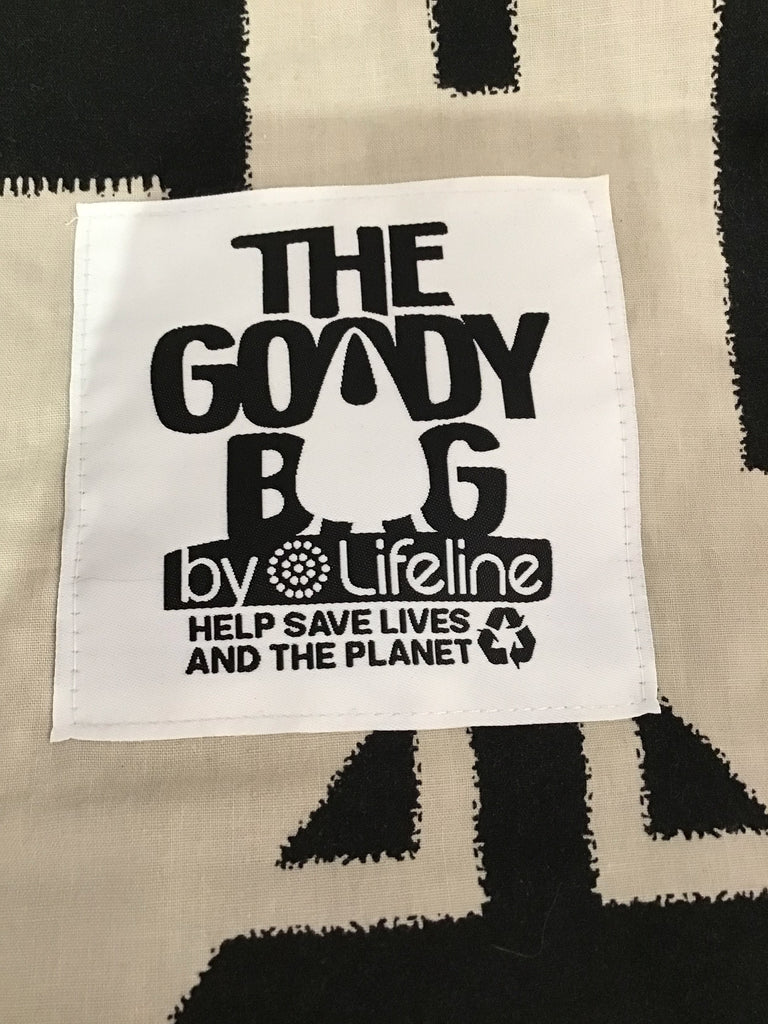 THE
GOODY
BAG
by Lifeline
HELP SAVE LIVES
AND THE PLANET